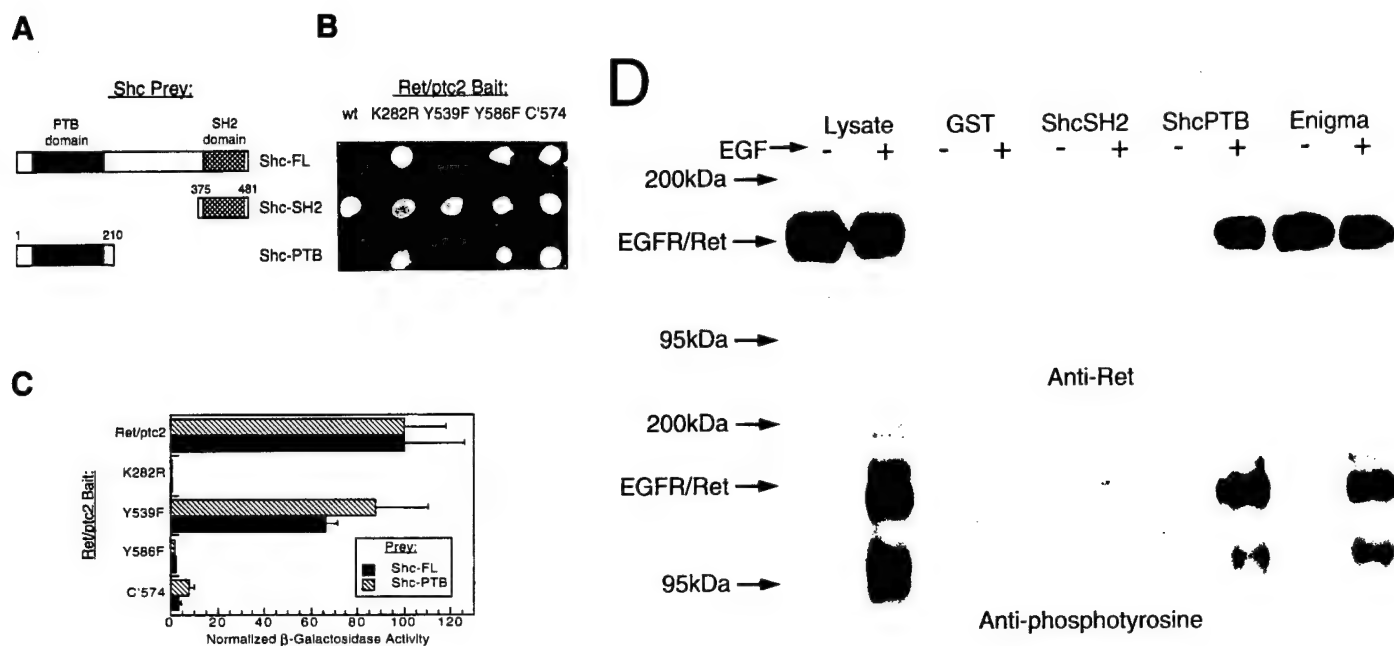 A
Shc Prey:
PTB domain
SH2 domain
Shc-FL
375 481
Shc-SH2
1 210
Shc-PTB
B
Ret/ptc2 Bait:
wt K282R Y539F Y586F C'574
C
Ret/ptc2 Bait:
Ret/ptc2
K282R
Y539F
Y586F
C'574
Prey:
Shc-FL
Shc-PTB
0 20 40 60 80 100 120
Normalized β-Galactosidase Activity
D
Lysate GST ShcSH2 ShcPTB Enigma
EGF - + - + - + - + - +
200kDa
EGFR/Ret
95kDa
Anti-Ret
200kDa
EGFR/Ret
95kDa
Anti-phosphotyrosine